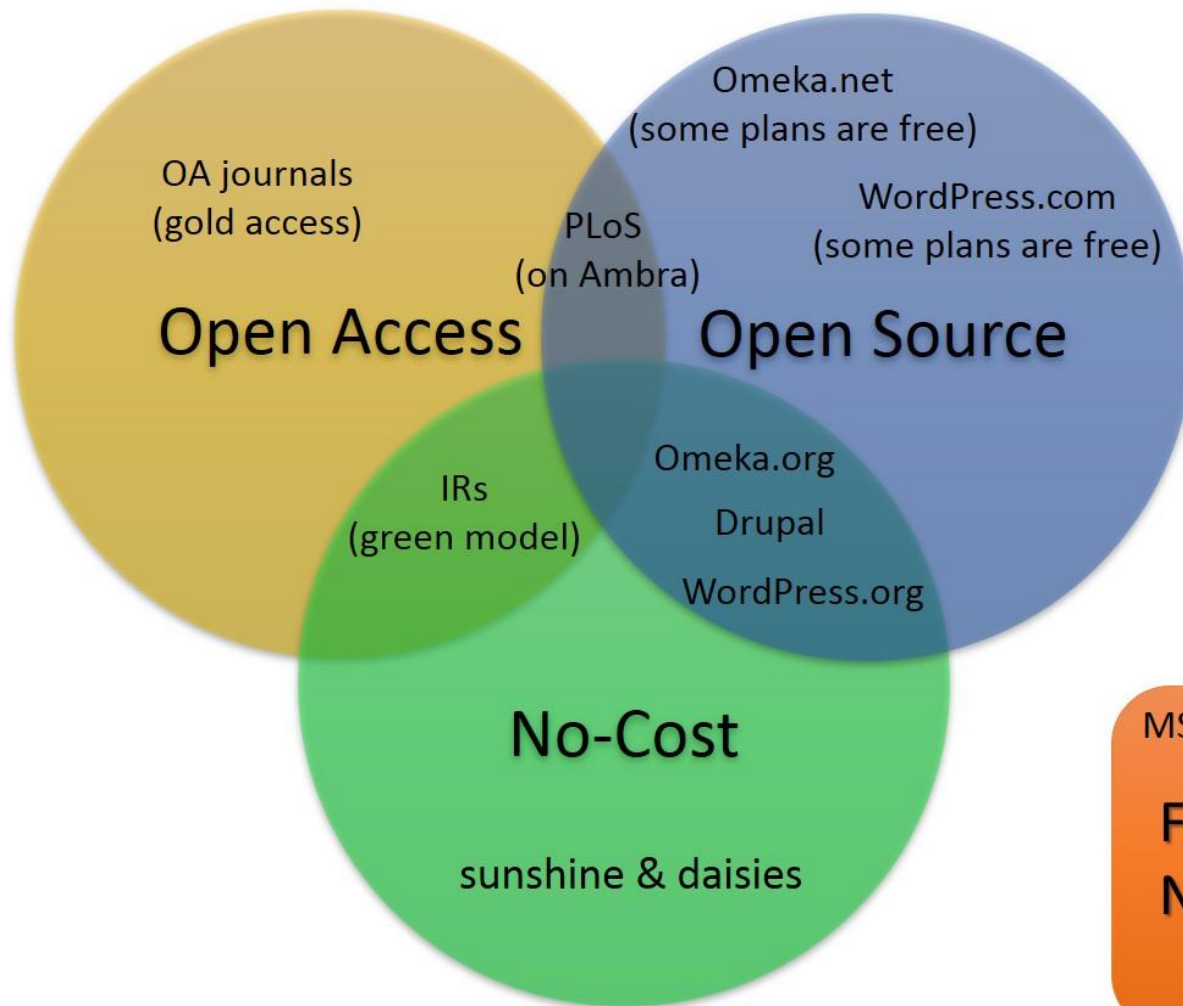 Omeka.net
(some plans are free)
OA journals
(gold access)
WordPress.com
(some plans are free)
PLoS
(on Ambra)
Open Access
Open Source
Omeka.org
IRs
(green model)
Drupal
WordPress.org
No-Cost
sunshine & daisies